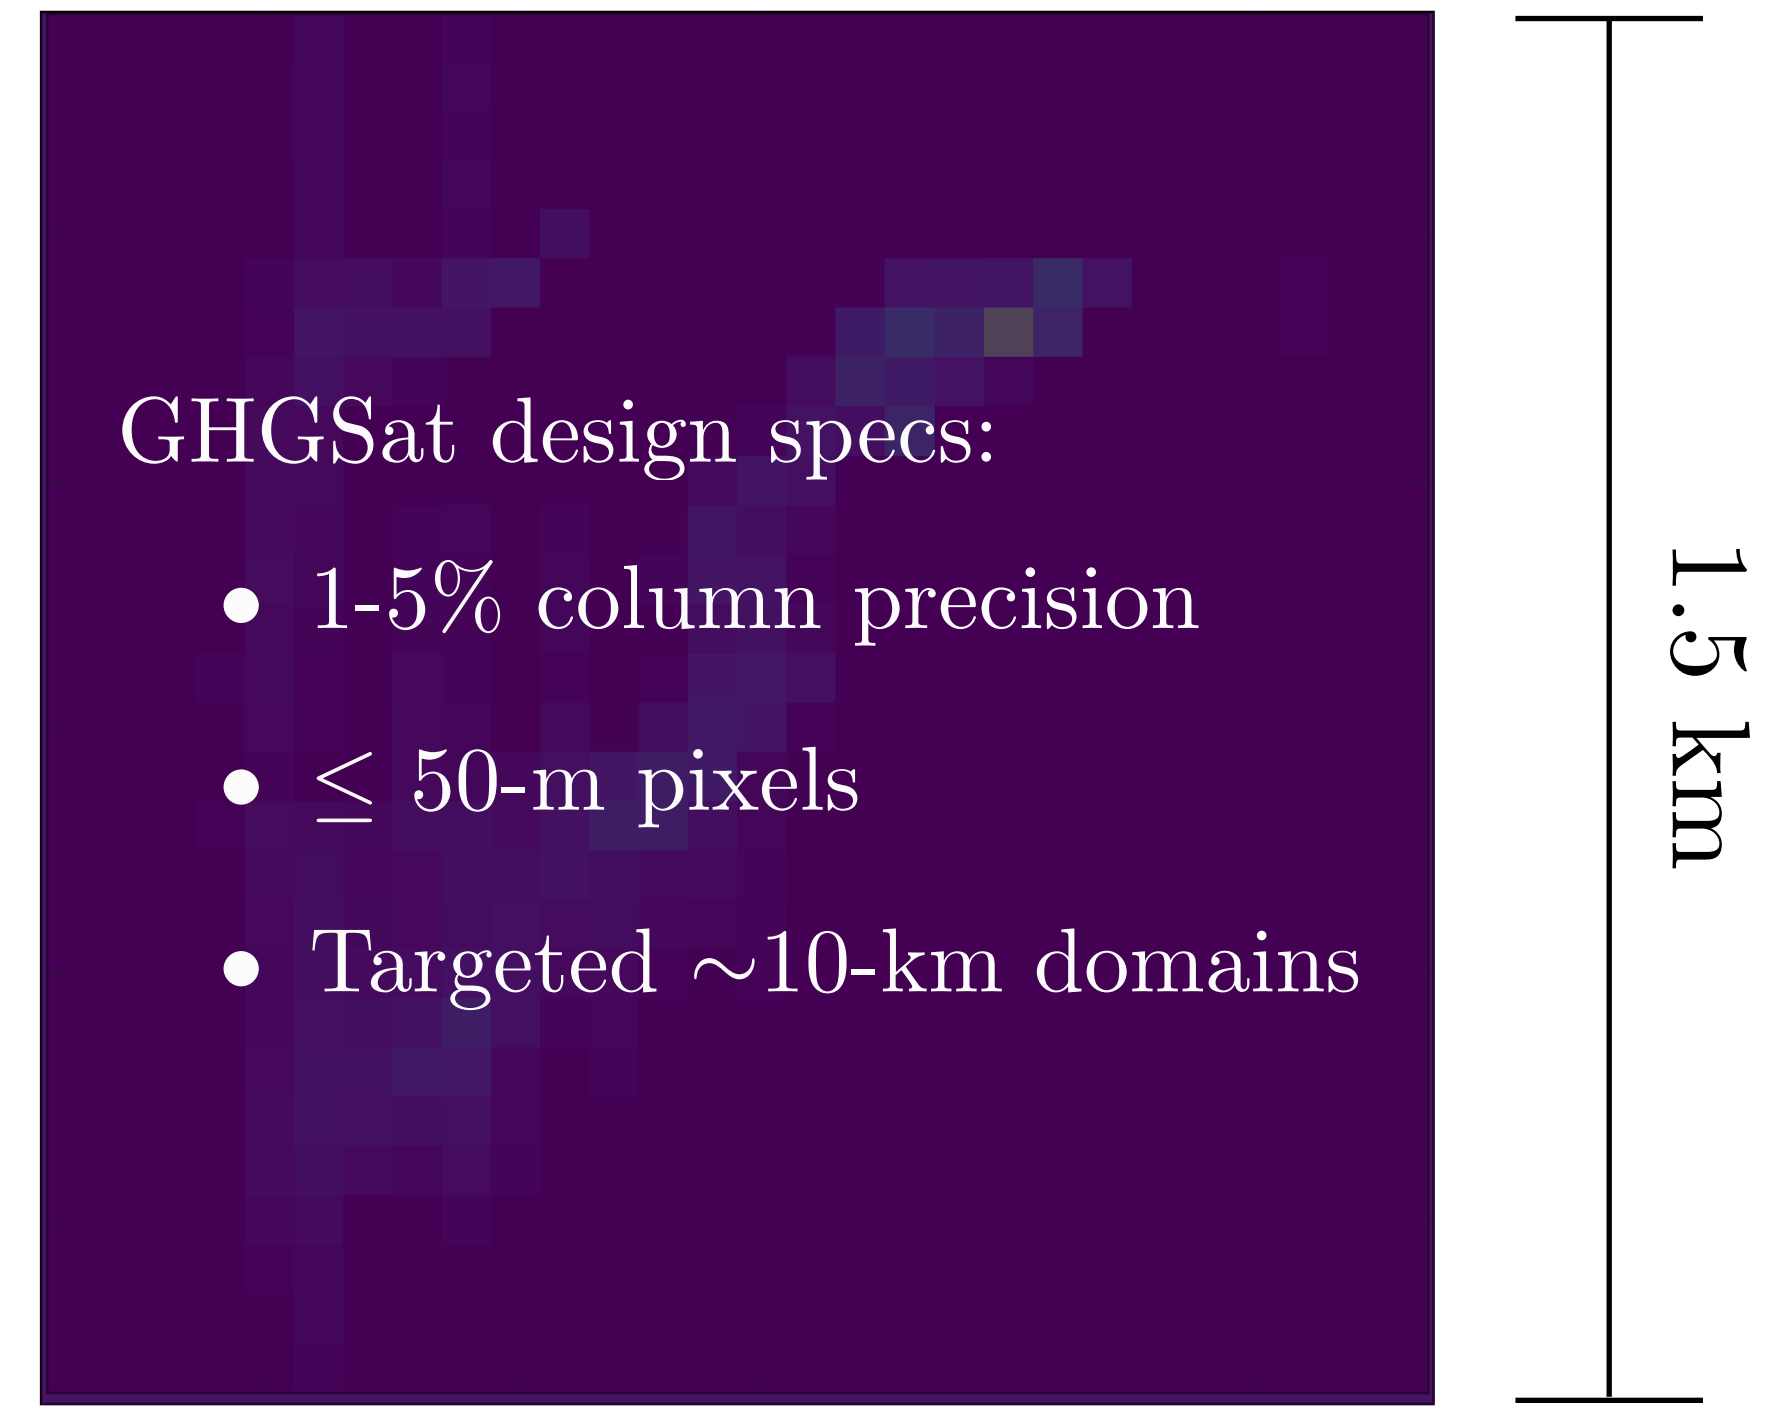 GHGSat design specs:
• 1-5% column precision
• ≤ 50-m pixels
• Targeted ~10-km domains
1.5 km